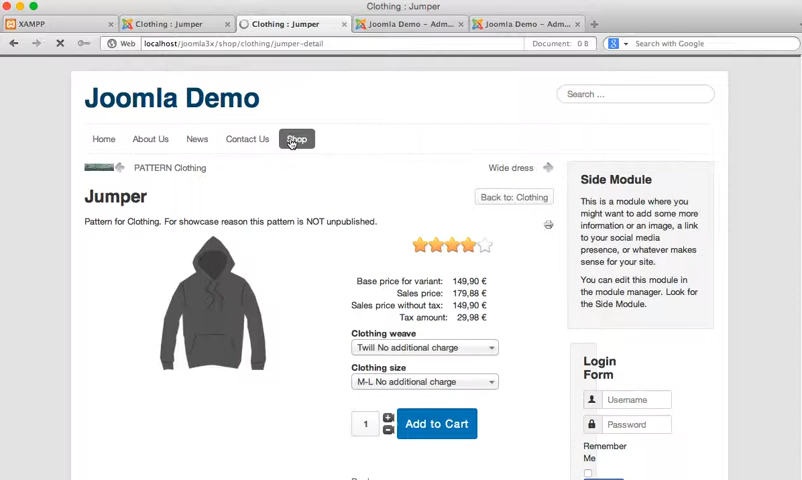 Clothing : Jumper
XAMPP
Clothing : Jumper
Clothing : Jumper
Joomla Demo - Adm...
Joomla Demo - Adm...
Web
localhost/joomla3x/shop/clothing/jumper-detail
Document: 0 B
Search with Google
Joomla Demo
Search ...
Home
About Us
News
Contact Us
Shop
PATTERN Clothing
Wide dress
Jumper
Back to: Clothing
Pattern for Clothing. For showcase reason this pattern is NOT unpublished.
Base price for variant: 149,90 €
Sales price: 179,88 €
Sales price without tax: 149,90 €
Tax amount: 29,98 €
Clothing weave
Twill No additional charge
Clothing size
M-L No additional charge
1
Add to Cart
Side Module
This is a module where you
might want to add some more
information or an image, a link
to your social media
presence, or whatever makes
sense for your site.
You can edit this module in
the module manager. Look for
the Side Module.
Login
Form
Username
Password
Remember
Me